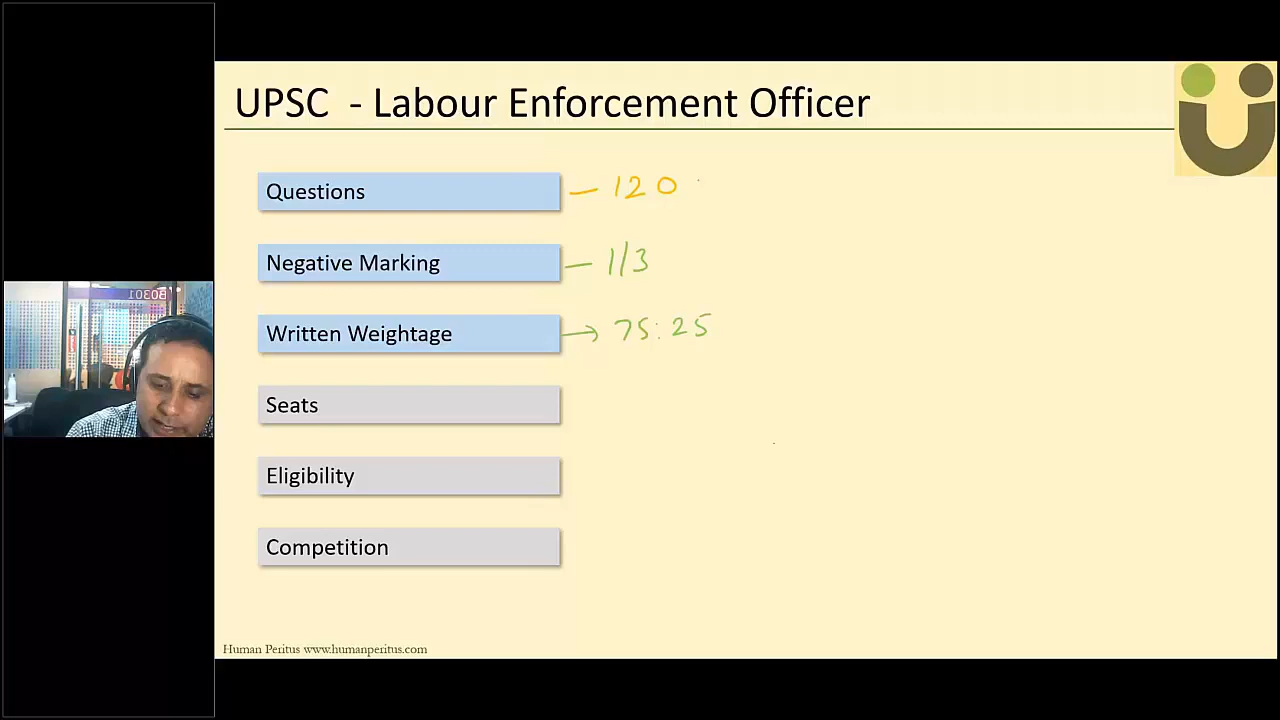 UPSC - Labour Enforcement Officer
Questions – 120
Negative Marking – 1/3
Written Weightage → 75:25
Seats
Eligibility
Competition
Human Peritus www.humanperitus.com
B0301